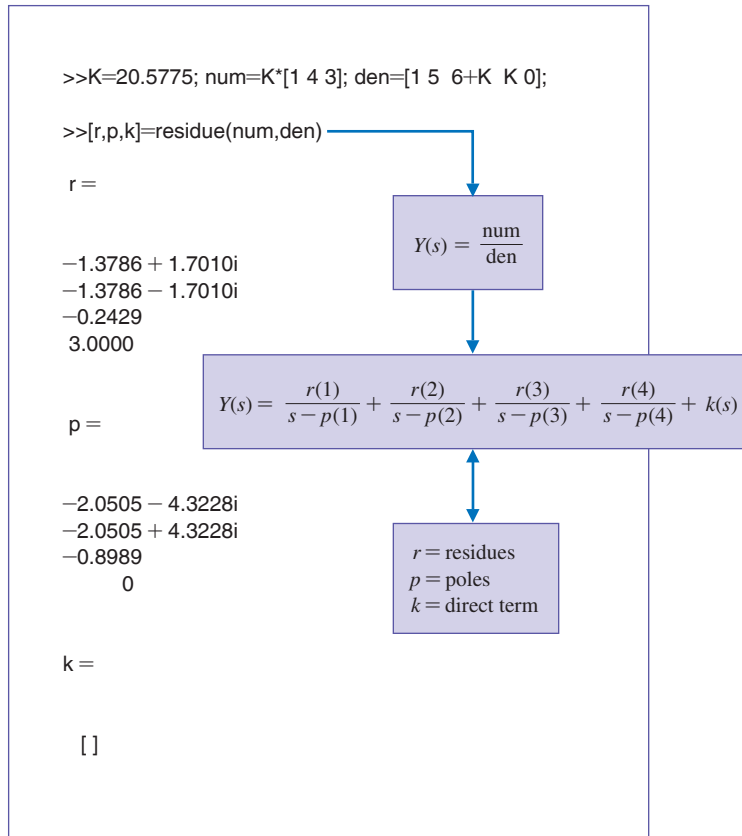 >>K=20.5775; num=K*[1 4 3]; den=[1 5 6+K K 0];
>>[r,p,k]=residue(num,den)
r =
−1.3786 + 1.7010i
−1.3786 − 1.7010i
−0.2429
3.0000
p =
−2.0505 − 4.3228i
−2.0505 + 4.3228i
−0.8989
0
k =
[ ]
Y(s) = num/den
Y(s) = r(1)/(s − p(1)) + r(2)/(s − p(2)) + r(3)/(s − p(3)) + r(4)/(s − p(4)) + k(s)
r = residues
p = poles
k = direct term